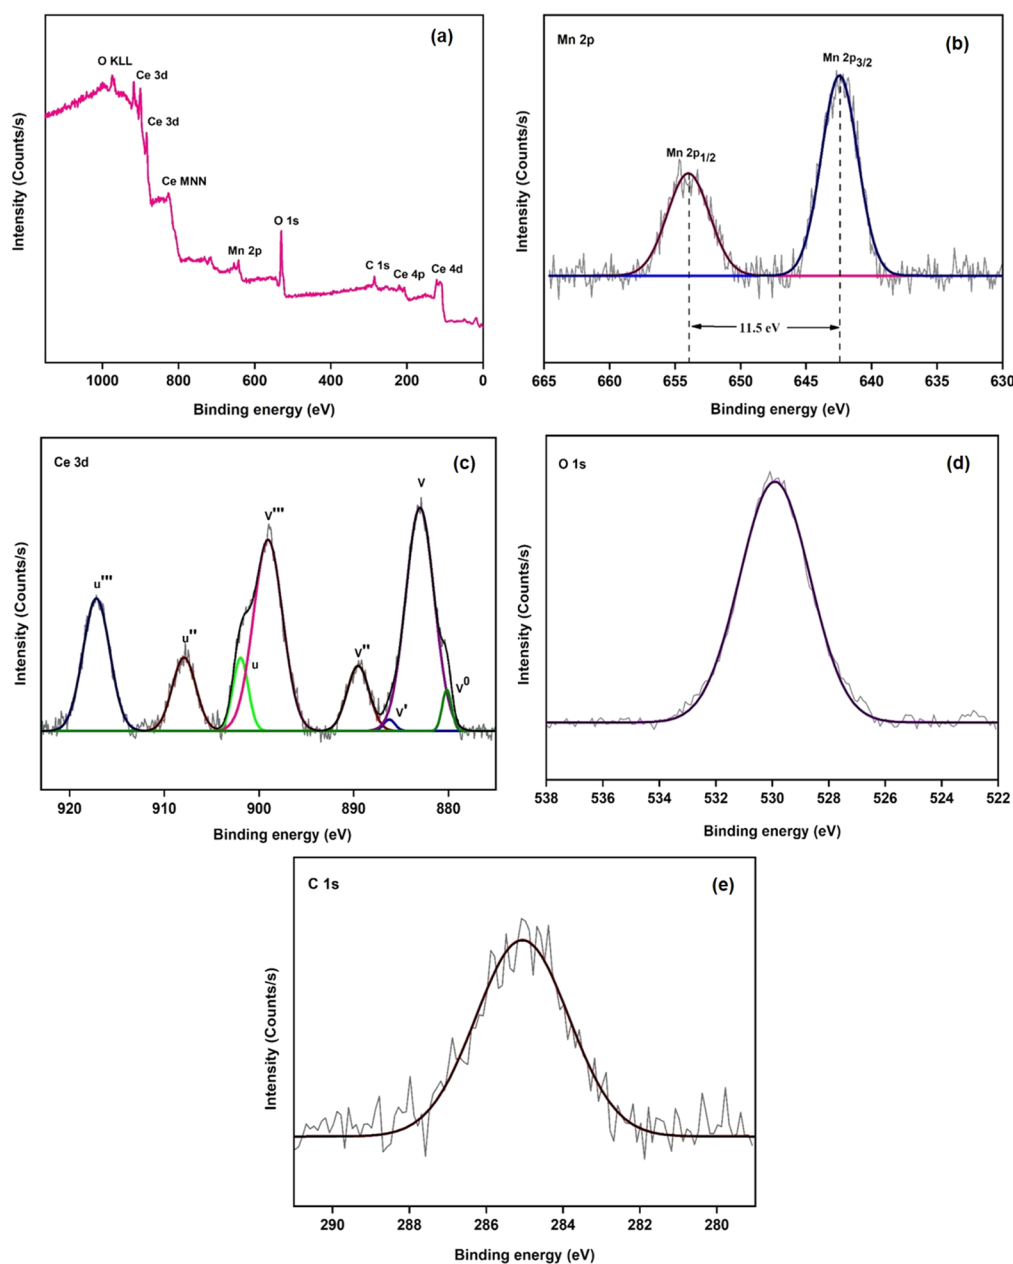 (a)
O KLL
Ce 3d
Ce 3d
Ce MNN
Mn 2p
O 1s
C 1s
Ce 4p
Ce 4d
Intensity (Counts/s)
1000 800 600 400 200 0
Binding energy (eV)
Mn 2p
(b)
Mn 2p3/2
Mn 2p1/2
11.5 eV
Intensity (Counts/s)
665 660 655 650 645 640 635 630
Binding energy (eV)
Ce 3d
(c)
u'''
u''
u
V'''
V''
V'
V
V0
Intensity (Counts/s)
920 910 900 890 880
Binding energy (eV)
O 1s
(d)
Intensity (Counts/s)
538 536 534 532 530 528 526 524 522
Binding energy (eV)
C 1s
(e)
Intensity (Counts/s)
290 288 286 284 282 280
Binding energy (eV)